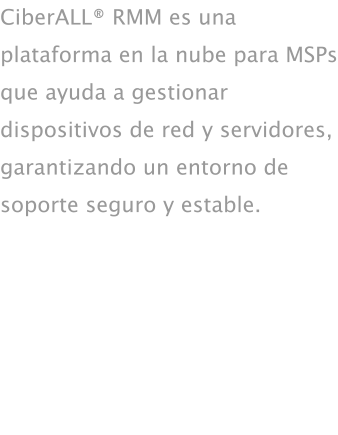 CiberALL® RMM es una
plataforma en la nube para MSPs
que ayuda a gestionar
dispositivos de red y servidores,
garantizando un entorno de
soporte seguro y estable.